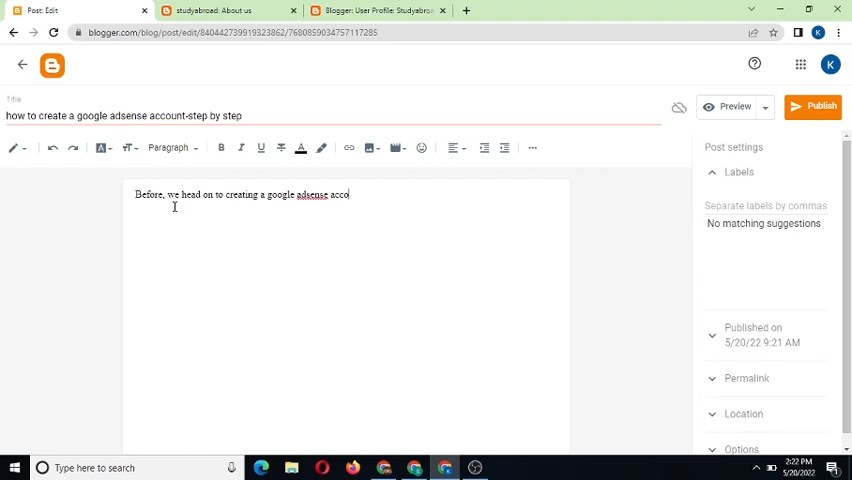 Post: Edit
studyabroad: About us
Blogger: User Profile: Studyabroa
blogger.com/blog/post/edit/840442739919323862/7680859034757117285
K
K
Title
how to create a google adsense account-step by step
Preview
Publish
Paragraph
Post settings
Before, we head on to creating a google adsense acco
Labels
Separate labels by commas
No matching suggestions
Published on
5/20/22 9:21 AM
Permalink
Location
Options
Type here to search
2:22 PM
5/20/2022